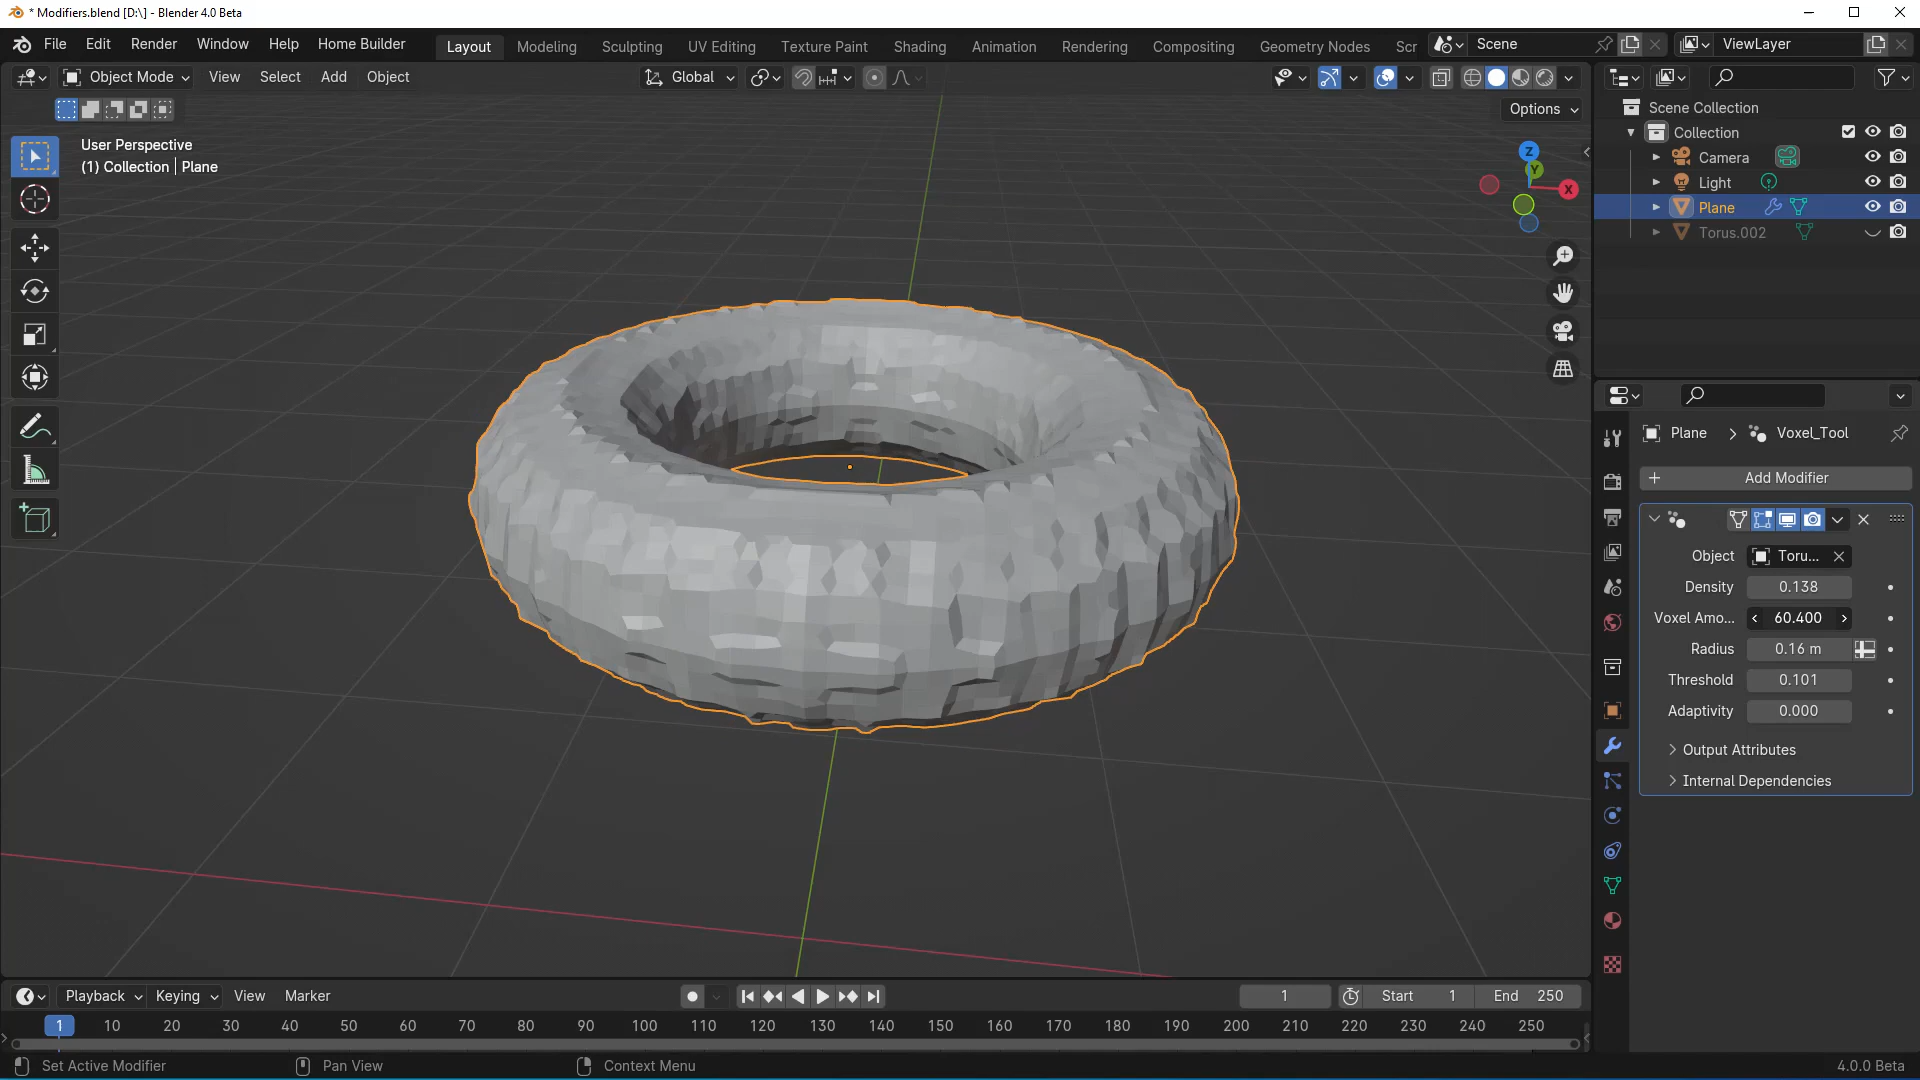 * Modifiers.blend [D:\] - Blender 4.0 Beta
File Edit Render Window Help Home Builder Layout Modeling Sculpting UV Editing Texture Paint Shading Animation Rendering Compositing Geometry Nodes Scr Scene ViewLayer
Object Mode View Select Add Object Global
Options
User Perspective
(1) Collection | Plane
Z
Y
X
Scene Collection
Collection
Camera
Light
Plane
Torus.002
Plane > Voxel_Tool
+ Add Modifier
Object Toru...
Density 0.138
Voxel Amo... 60.400
Radius 0.16 m
Threshold 0.101
Adaptivity 0.000
Output Attributes
Internal Dependencies
Playback Keying View Marker 1 Start 1 End 250
1 10 20 30 40 50 60 70 80 90 100 110 120 130 140 150 160 170 180 190 200 210 220 230 240 250
Set Active Modifier Pan View Context Menu 4.0.0 Beta